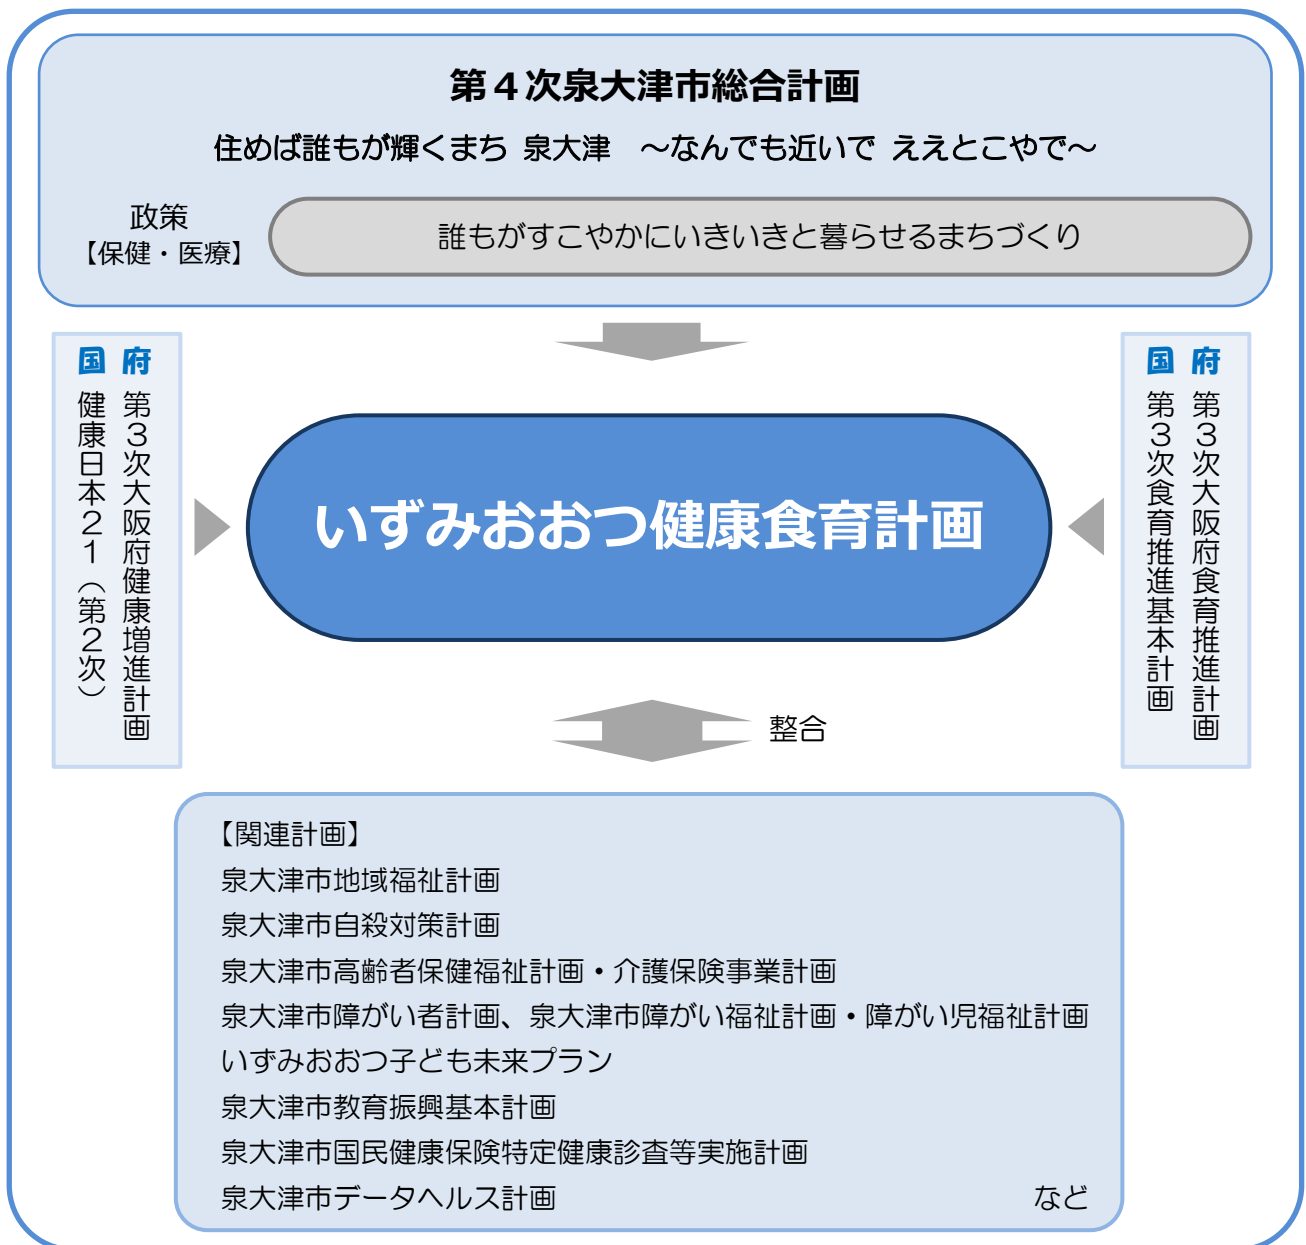 第４次泉大津市総合計画
住めば誰もが輝くまち 泉大津　～なんでも近いで ええとこやで～
政策
【保健・医療】
誰もがすこやかにいきいきと暮らせるまちづくり
府 第３次大阪府健康増進計画
国 健康日本２１（第２次）
いずみおおつ健康食育計画
府 第３次大阪府食育推進計画
国 第３次食育推進基本計画
整合
【関連計画】
泉大津市地域福祉計画
泉大津市自殺対策計画
泉大津市高齢者保健福祉計画・介護保険事業計画
泉大津市障がい者計画、泉大津市障がい福祉計画・障がい児福祉計画
いずみおおつ子ども未来プラン
泉大津市教育振興基本計画
泉大津市国民健康保険特定健康診査等実施計画
泉大津市データヘルス計画　など